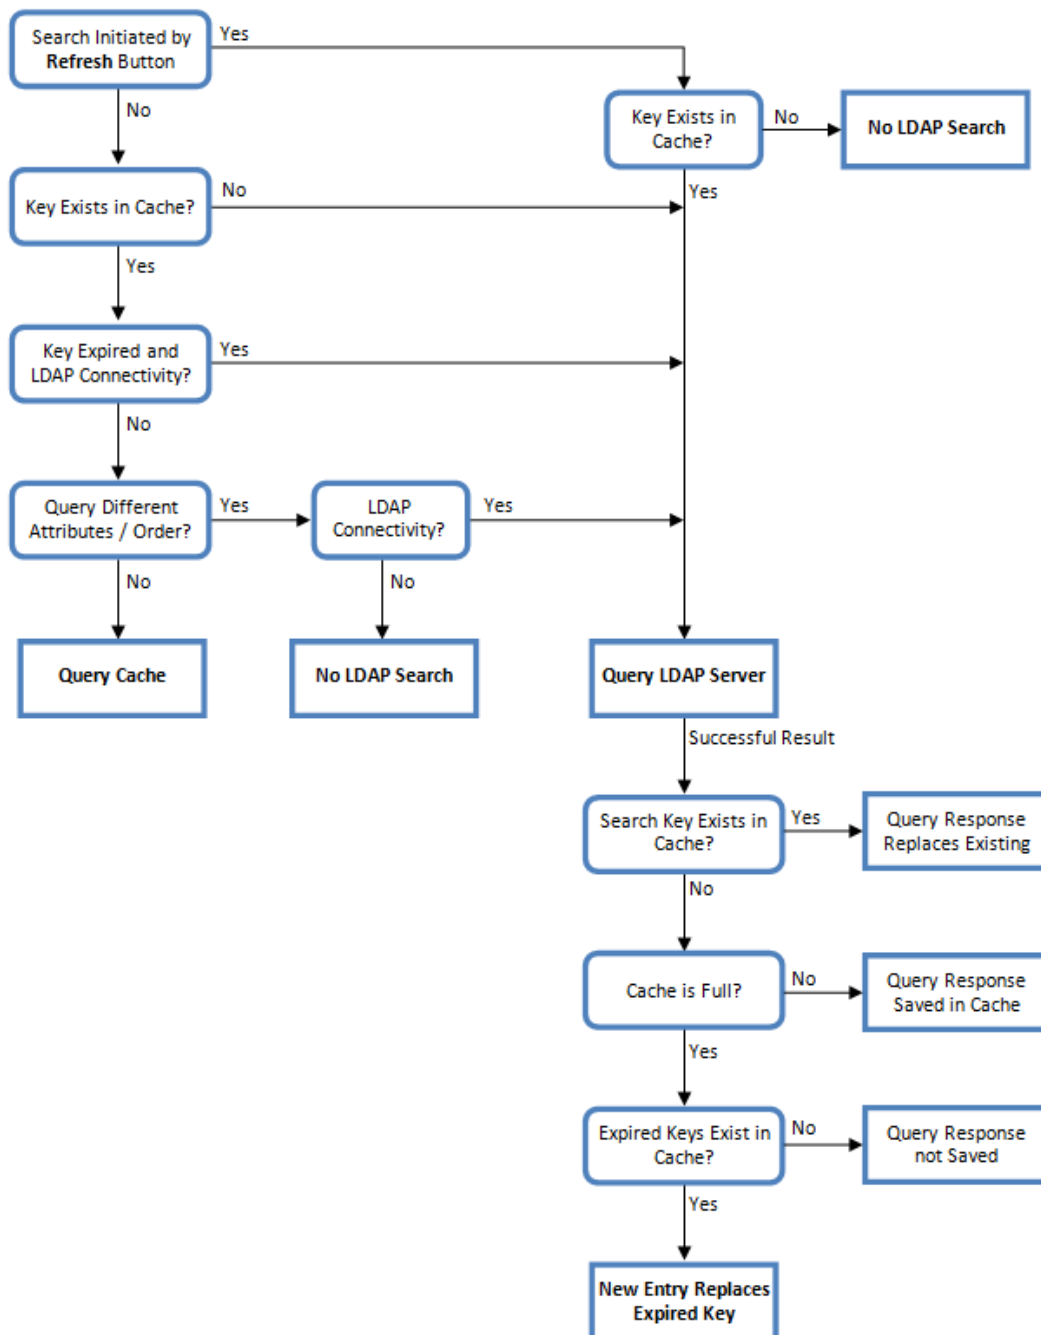 Search Initiated by
Refresh Button
Yes
No
Key Exists in
Cache?
No
No LDAP Search
Key Exists in Cache?
No
Yes
Yes
Key Expired and
LDAP Connectivity?
Yes
No
Query Different
Attributes / Order?
Yes
LDAP
Connectivity?
Yes
No
No
Query Cache
No LDAP Search
Query LDAP Server
Successful Result
Search Key Exists in
Cache?
Yes
Query Response
Replaces Existing
No
Cache is Full?
No
Query Response
Saved in Cache
Yes
Expired Keys Exist in
Cache?
No
Query Response
not Saved
Yes
New Entry Replaces
Expired Key